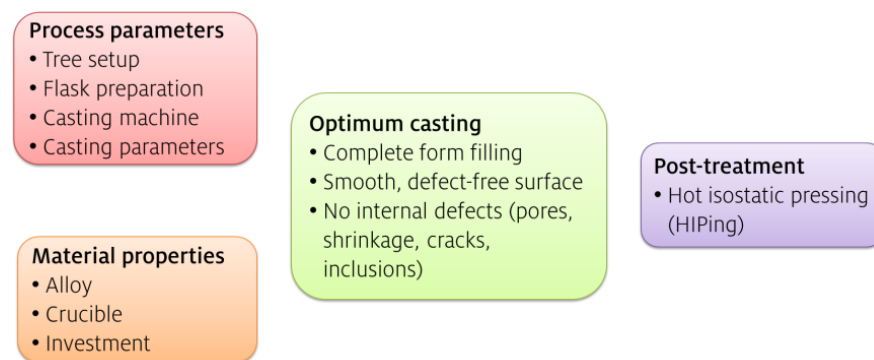 Process parameters
• Tree setup
• Flask preparation
• Casting machine
• Casting parameters
Material properties
• Alloy
• Crucible
• Investment
Optimum casting
• Complete form filling
• Smooth, defect-free surface
• No internal defects (pores,
shrinkage, cracks,
inclusions)
Post-treatment
• Hot isostatic pressing
(HIPing)